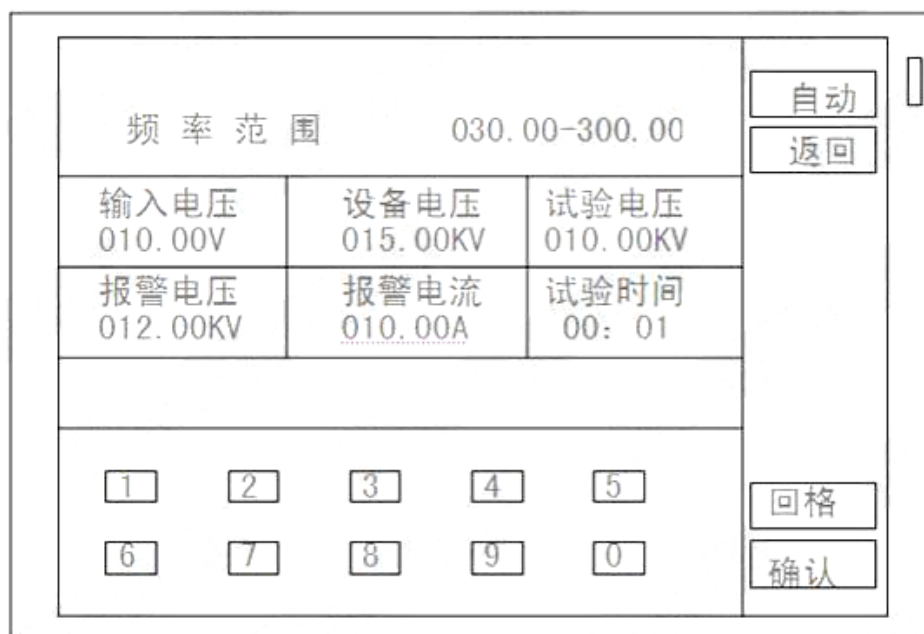 频率范围 030.00-300.00
自动
返回
输入电压 设备电压 试验电压
010.00V 015.00KV 010.00KV
报警电压 报警电流 试验时间
012.00KV 010.00A 00: 01
1 2 3 4 5
回格
6 7 8 9 0
确认